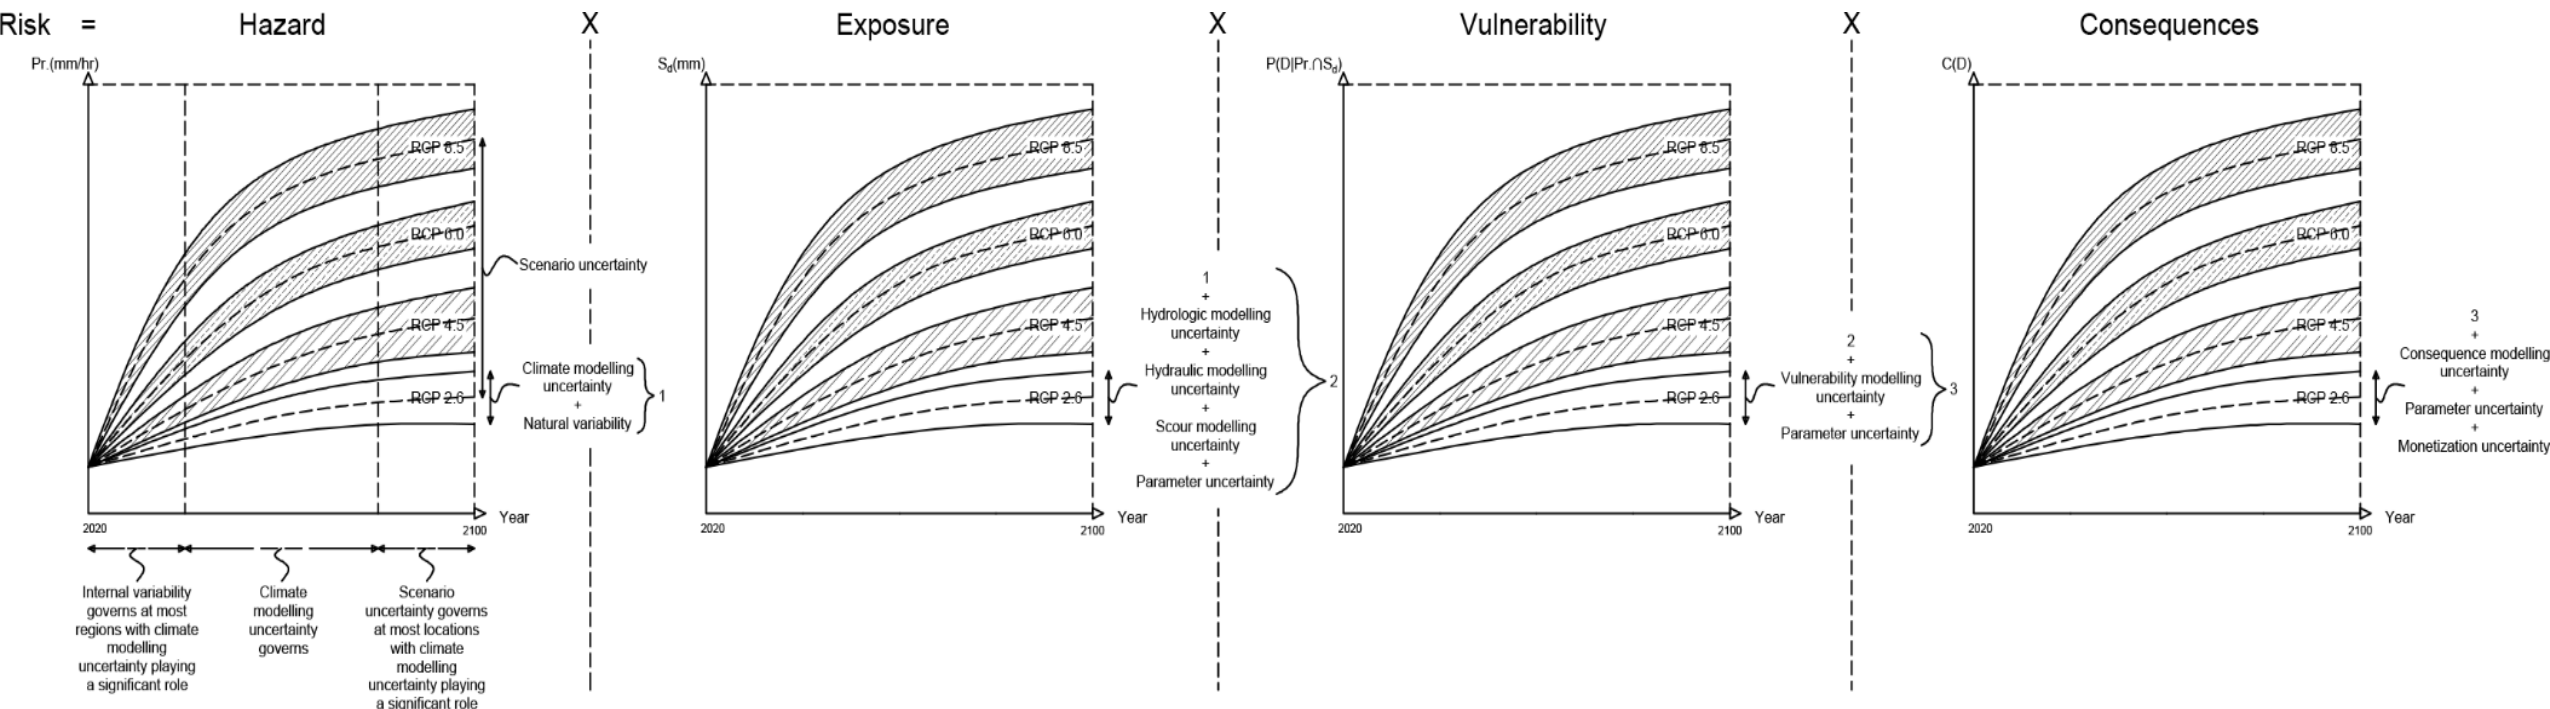 Risk = Hazard X Exposure X Vulnerability X Consequences
Pr.(mm/hr)
RCP 8.5
RCP 6.0
RCP 4.5
RCP 2.6
2020
2100
Year
Scenario uncertainty
Climate modelling
uncertainty
+
Natural variability
1
Internal variability
governs at most
regions with climate
modelling
uncertainty playing
a significant role
Climate
modelling
uncertainty
governs
Scenario
uncertainty governs
at most locations
with climate
modelling
uncertainty playing
a significant role
Sd(mm)
RCP 8.5
RCP 6.0
RCP 4.5
RCP 2.6
2020
2100
Year
1
+
Hydrologic modelling
uncertainty
+
Hydraulic modelling
uncertainty
+
Scour modelling
uncertainty
+
Parameter uncertainty
2
P(D|Pr.∩Sd)
RCP 8.5
RCP 6.0
RCP 4.5
RCP 2.6
2020
2100
Year
2
+
Vulnerability modelling
uncertainty
+
Parameter uncertainty
3
C(D)
RCP 8.5
RCP 6.0
RCP 4.5
RCP 2.6
2020
2100
Year
3
+
Consequence modelling
uncertainty
+
Parameter uncertainty
+
Monetization uncertainty